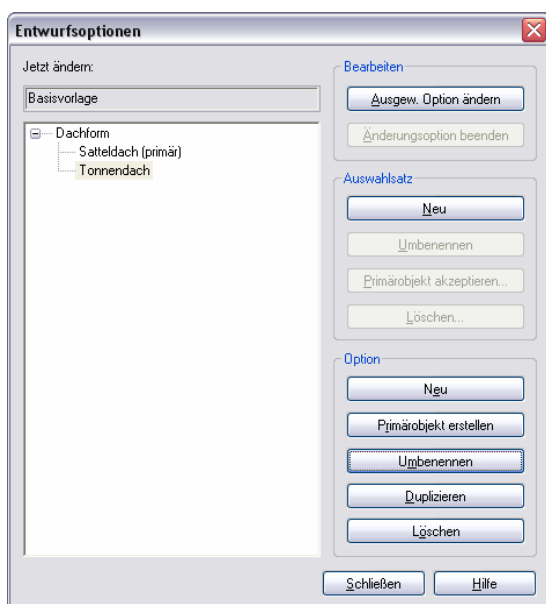 Entwurfsoptionen
Jetzt ändern:
Basisvorlage
Dachform
Satteldach (primär)
Tonnendach
Bearbeiten
Ausgew. Option ändern
Änderungsoption beenden
Auswahlsatz
Neu
Umbenennen
Primärobjekt akzeptieren...
Löschen...
Option
Neu
Primärobjekt erstellen
Umbenennen
Duplizieren
Löschen
Schließen
Hilfe